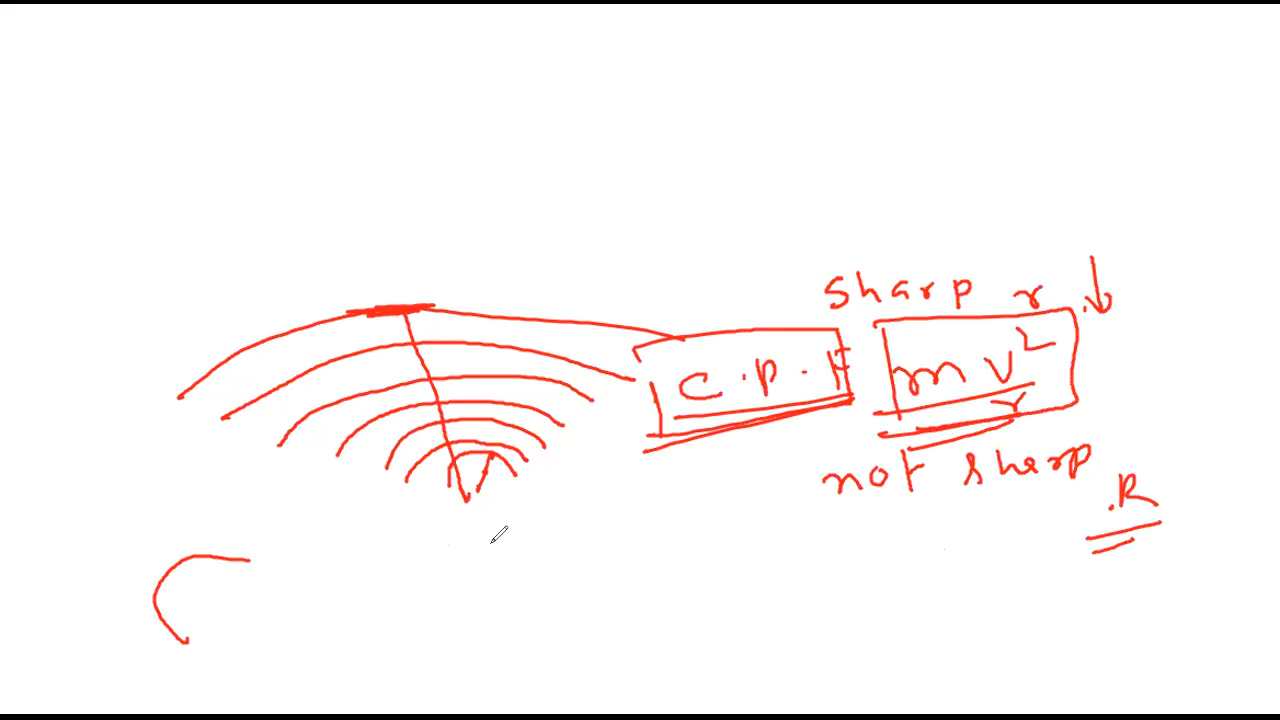 sharp r ↓
C.P.F mv²/r
not sharp .R